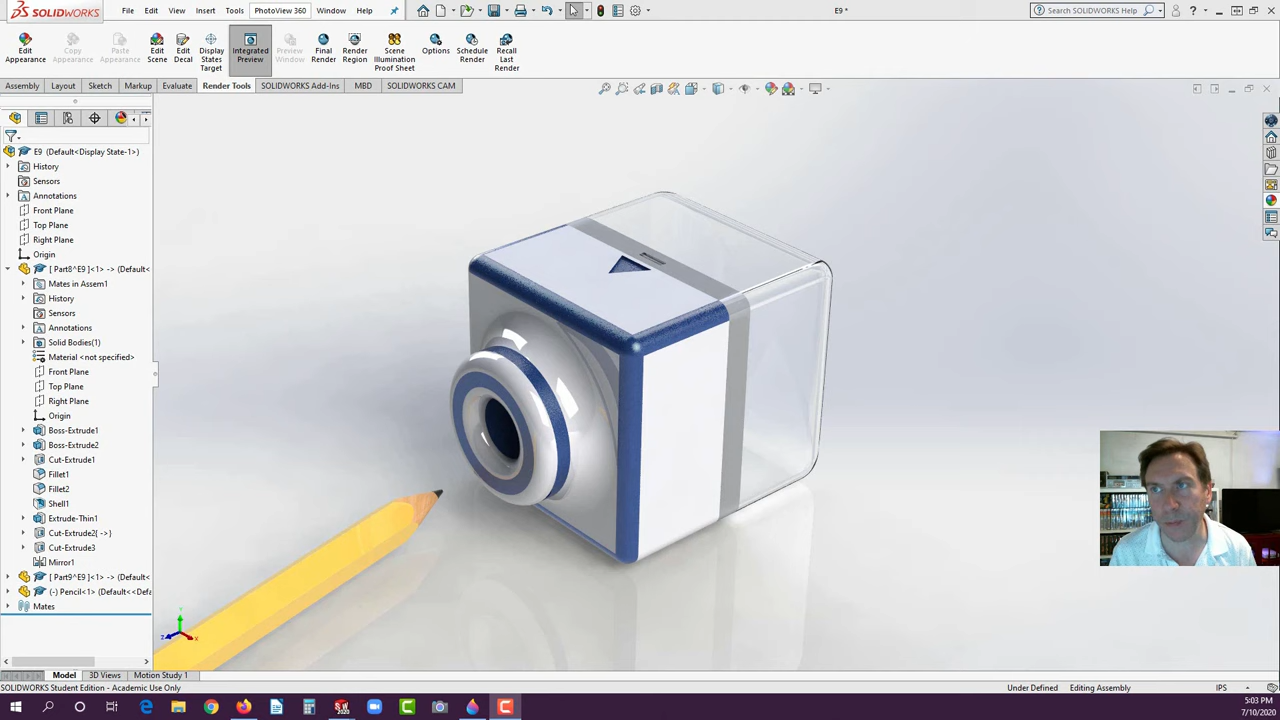 SOLIDWORKS File Edit View Insert Tools PhotoView 360 Window Help E9 * Search SOLIDWORKS Help
Edit Appearance
Copy Appearance
Paste Appearance
Edit Scene
Edit Decal
Display States Target
Integrated Preview
Preview Window
Final Render
Render Region
Scene Illumination Proof Sheet
Options
Schedule Render
Recall Last Render
Assembly Layout Sketch Markup Evaluate Render Tools SOLIDWORKS Add-Ins MBD SOLIDWORKS CAM
E9 (Default<Display State-1>)
History
Sensors
Annotations
Front Plane
Top Plane
Right Plane
Origin
[ Part8^E9 ]<1> -> (Default<
Mates in Assem1
History
Sensors
Annotations
Solid Bodies(1)
Material <not specified>
Front Plane
Top Plane
Right Plane
Origin
Boss-Extrude1
Boss-Extrude2
Cut-Extrude1
Fillet1
Fillet2
Shell1
Extrude-Thin1
Cut-Extrude2{ ->}
Cut-Extrude3
Mirror1
[ Part9^E9 ]<1> -> (Default<
(-) Pencil<1> (Default<<Defa
Mates
Y
Z X
Model 3D Views Motion Study 1
SOLIDWORKS Student Edition - Academic Use Only Under Defined Editing Assembly IPS
5:03 PM
7/10/2020